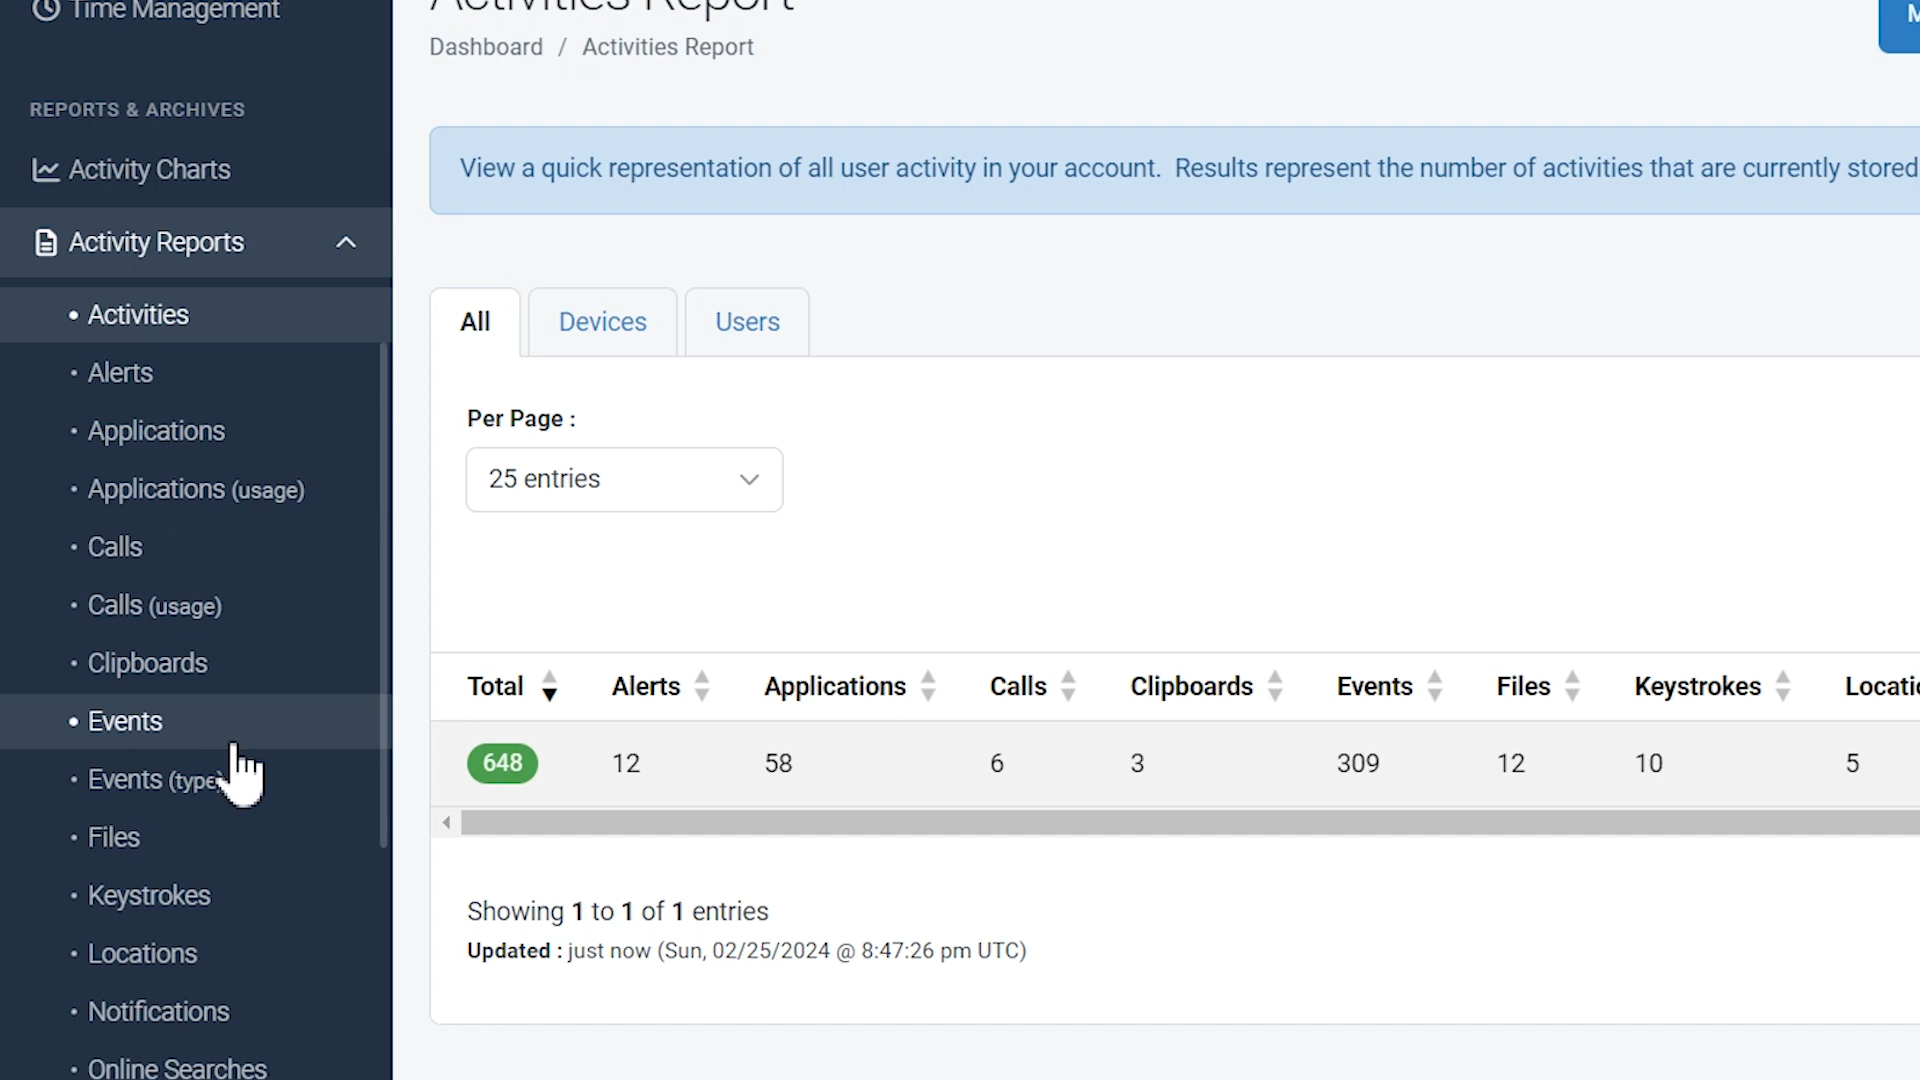 Time Management
REPORTS & ARCHIVES
Activity Charts
Activity Reports
• Activities
• Alerts
• Applications
• Applications (usage)
• Calls
• Calls (usage)
• Clipboards
• Events
• Events (type)
• Files
• Keystrokes
• Locations
• Notifications
• Online Searches
Activities Report
Dashboard / Activities Report
View a quick representation of all user activity in your account. Results represent the number of activities that are currently stored
All Devices Users
Per Page :
25 entries
Total Alerts Applications Calls Clipboards Events Files Keystrokes Locatio
648 12 58 6 3 309 12 10 5
Showing 1 to 1 of 1 entries
Updated : just now (Sun, 02/25/2024 @ 8:47:26 pm UTC)